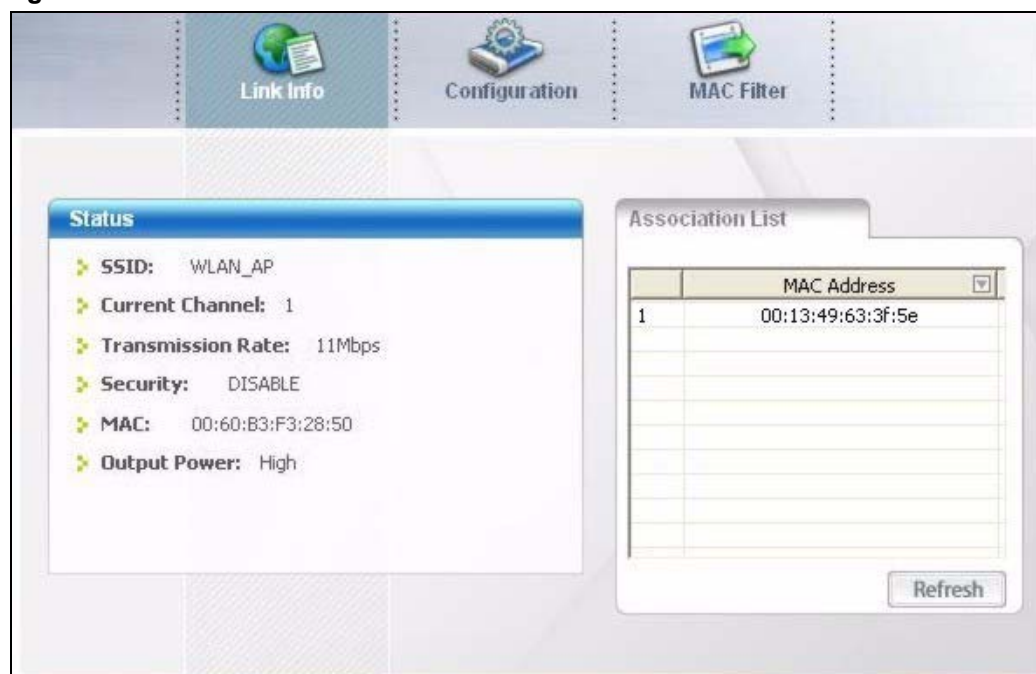 Link Info
Configuration
MAC Filter
Status
SSID: WLAN_AP
Current Channel: 1
Transmission Rate: 11Mbps
Security: DISABLE
MAC: 00:60:B3:F3:28:50
Output Power: High
Association List
MAC Address
1 00:13:49:63:3f:5e
Refresh